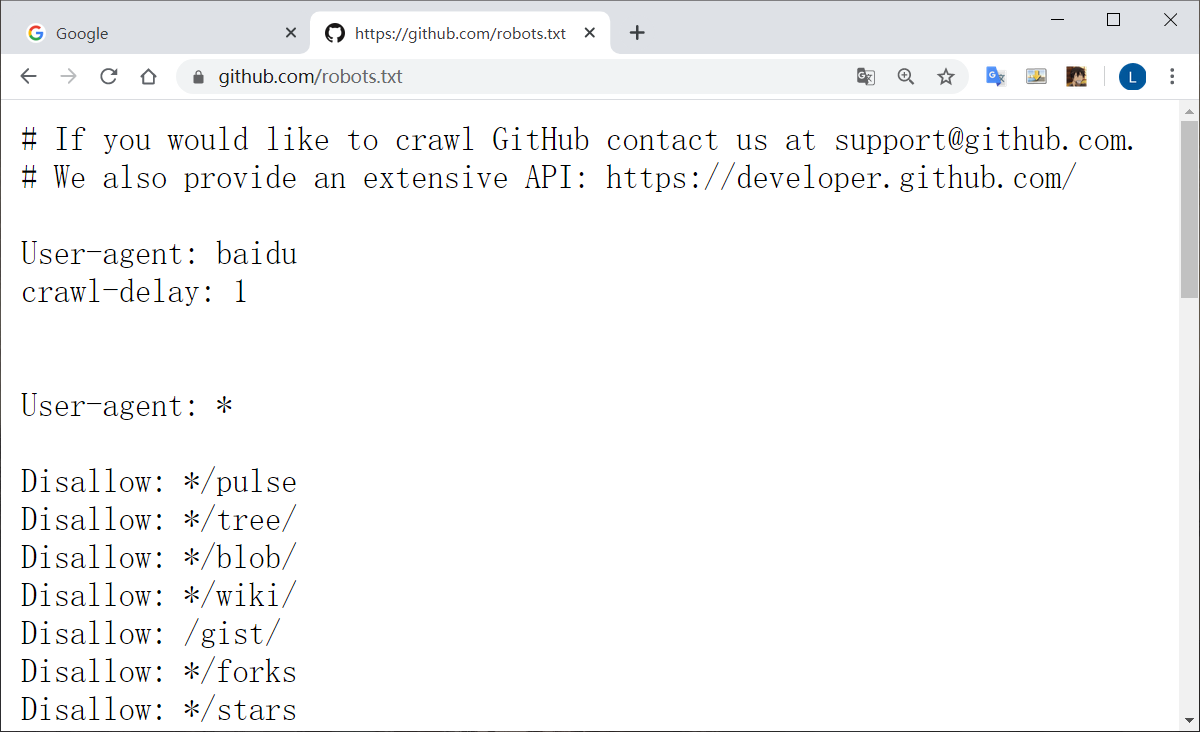 Google
https://github.com/robots.txt
github.com/robots.txt
L
# If you would like to crawl GitHub contact us at support@github.com.
# We also provide an extensive API: https://developer.github.com/
User-agent: baidu
crawl-delay: 1
User-agent: *
Disallow: */pulse
Disallow: */tree/
Disallow: */blob/
Disallow: */wiki/
Disallow: /gist/
Disallow: */forks
Disallow: */stars